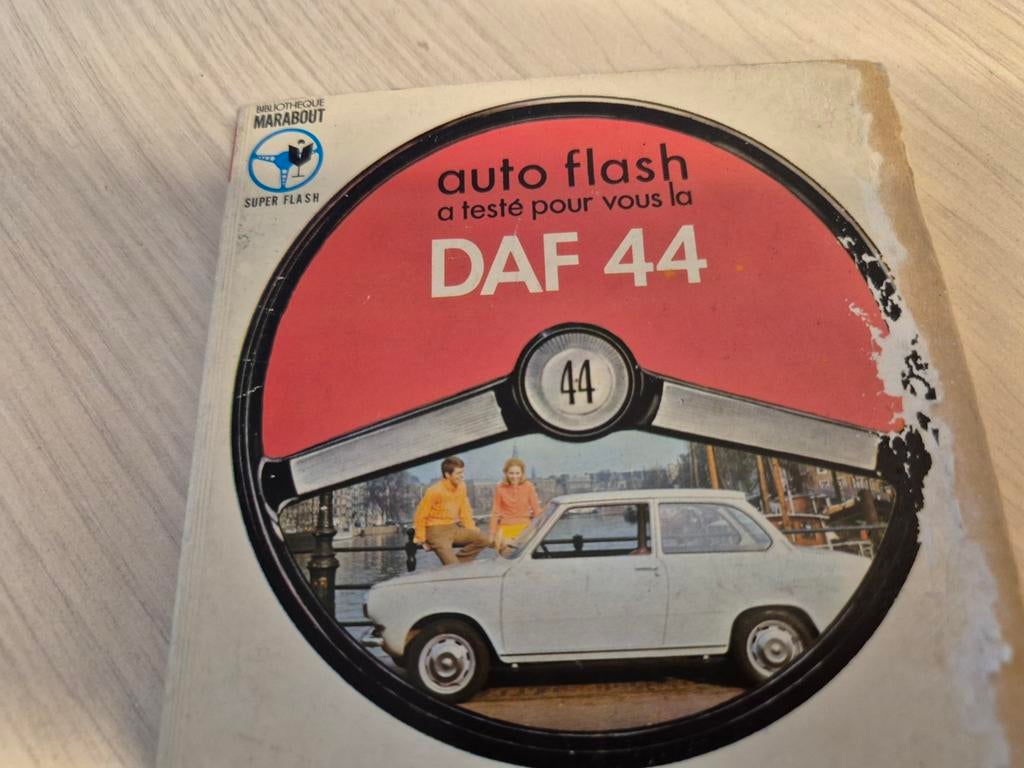 BIBLIOTHEQUE
MARABOUT
SUPER FLASH
auto flash
a testé pour vous la
DAF 44
44